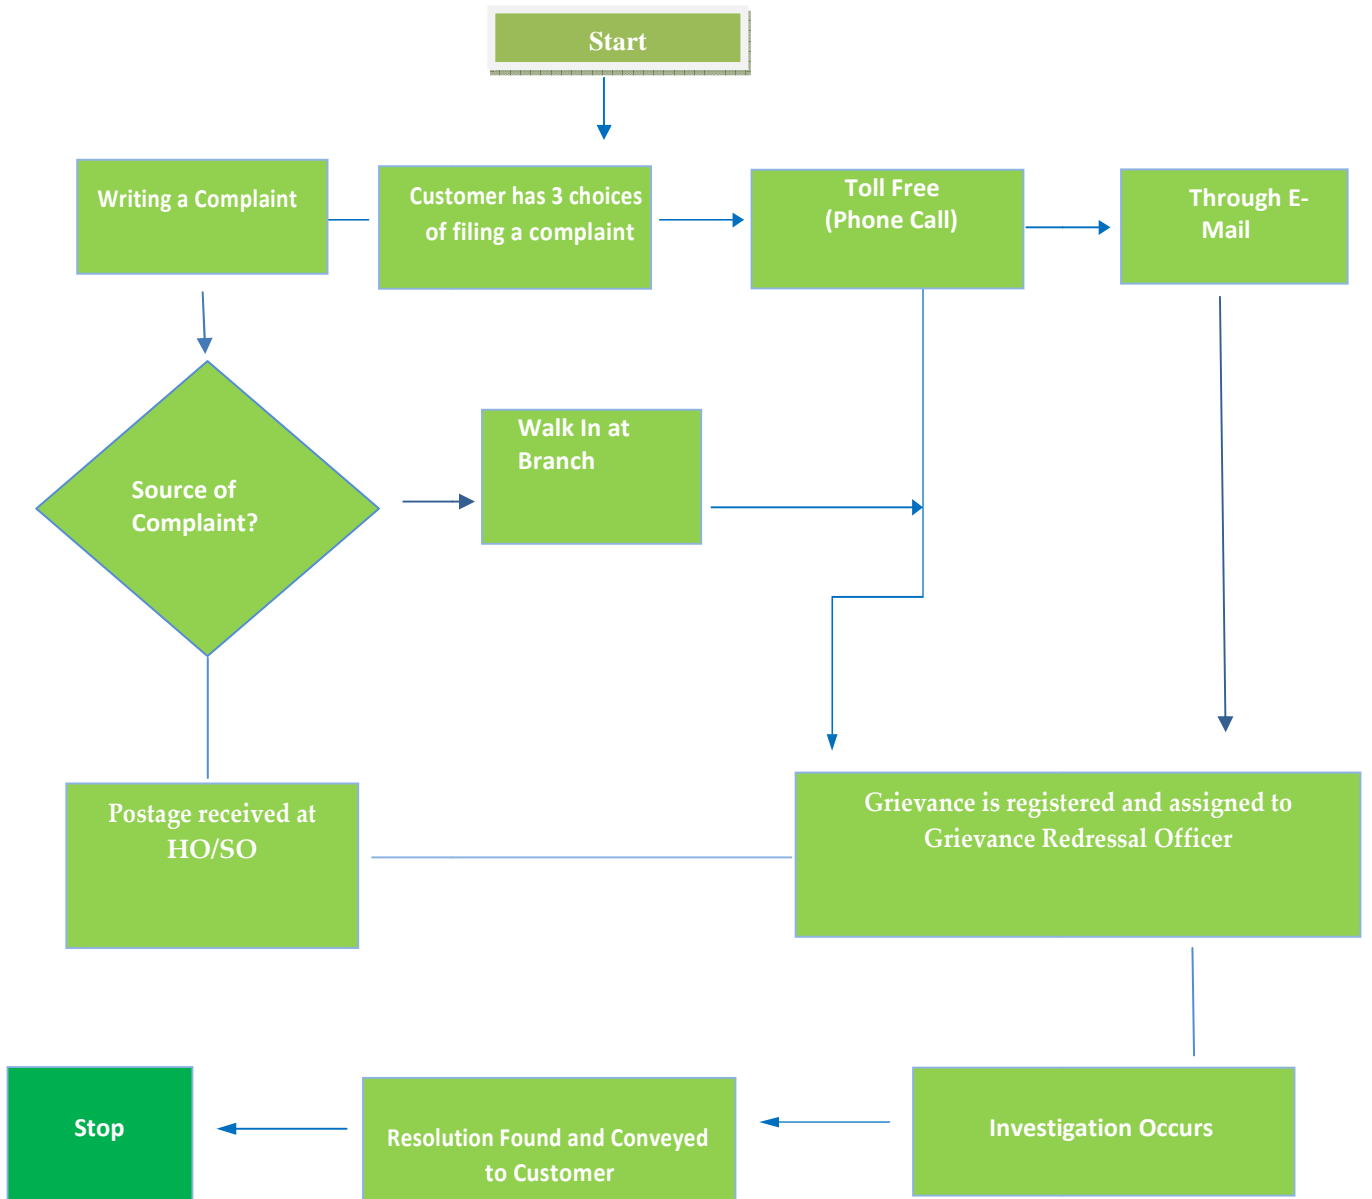 Start
Writing a Complaint
Customer has 3 choices
of filing a complaint
Toll Free
(Phone Call)
Through E-
Mail
Source of
Complaint?
Walk In at
Branch
Postage received at
HO/SO
Grievance is registered and assigned to
Grievance Redressal Officer
Stop
Resolution Found and Conveyed
to Customer
Investigation Occurs